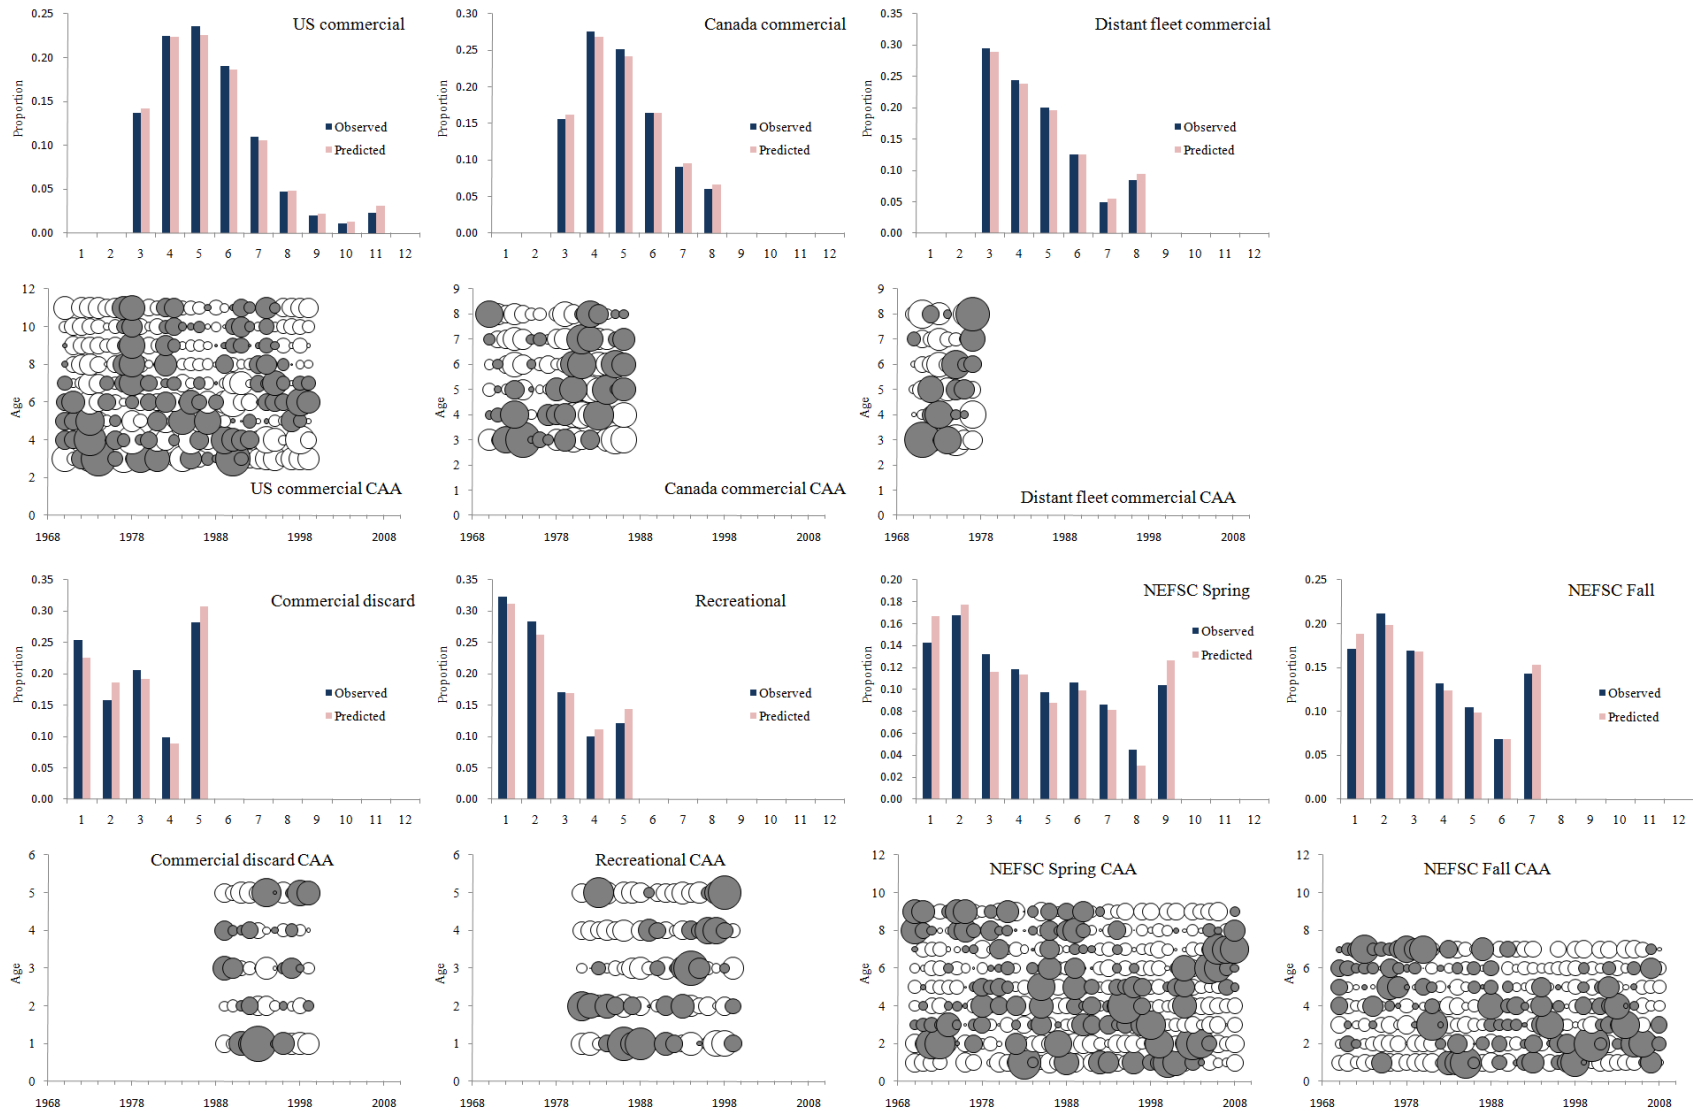 US commercial
Proportion
0.25
0.20
0.15
0.10
0.05
0.00
Observed
Predicted
1 2 3 4 5 6 7 8 9 10 11 12
Canada commercial
Proportion
0.30
0.25
0.20
0.15
0.10
0.05
0.00
Observed
Predicted
1 2 3 4 5 6 7 8 9 10 11 12
Distant fleet commercial
Proportion
0.35
0.30
0.25
0.20
0.15
0.10
0.05
0.00
Observed
Predicted
1 2 3 4 5 6 7 8 9 10 11 12
Age
12
10
8
6
4
2
0
US commercial CAA
1968 1978 1988 1998 2008
Age
9
8
7
6
5
4
3
2
1
0
Canada commercial CAA
1968 1978 1988 1998 2008
Age
9
8
7
6
5
4
3
2
1
0
Distant fleet commercial CAA
1968 1978 1988 1998 2008
Commercial discard
Proportion
0.35
0.30
0.25
0.20
0.15
0.10
0.05
0.00
Observed
Predicted
1 2 3 4 5 6 7 8 9 10 11 12
Recreational
Proportion
0.35
0.30
0.25
0.20
0.15
0.10
0.05
0.00
Observed
Predicted
1 2 3 4 5 6 7 8 9 10 11 12
NEFSC Spring
Proportion
0.20
0.18
0.16
0.14
0.12
0.10
0.08
0.06
0.04
0.02
0.00
Observed
Predicted
1 2 3 4 5 6 7 8 9 10 11 12
NEFSC Fall
Proportion
0.25
0.20
0.15
0.10
0.05
0.00
Observed
Predicted
1 2 3 4 5 6 7 8 9 10 11 12
Commercial discard CAA
Age
6
5
4
3
2
1
0
1968 1978 1988 1998 2008
Recreational CAA
Age
6
5
4
3
2
1
0
1968 1978 1988 1998 2008
NEFSC Spring CAA
Age
12
10
8
6
4
2
0
1968 1978 1988 1998 2008
NEFSC Fall CAA
Age
12
10
8
6
4
2
0
1968 1978 1988 1998 2008